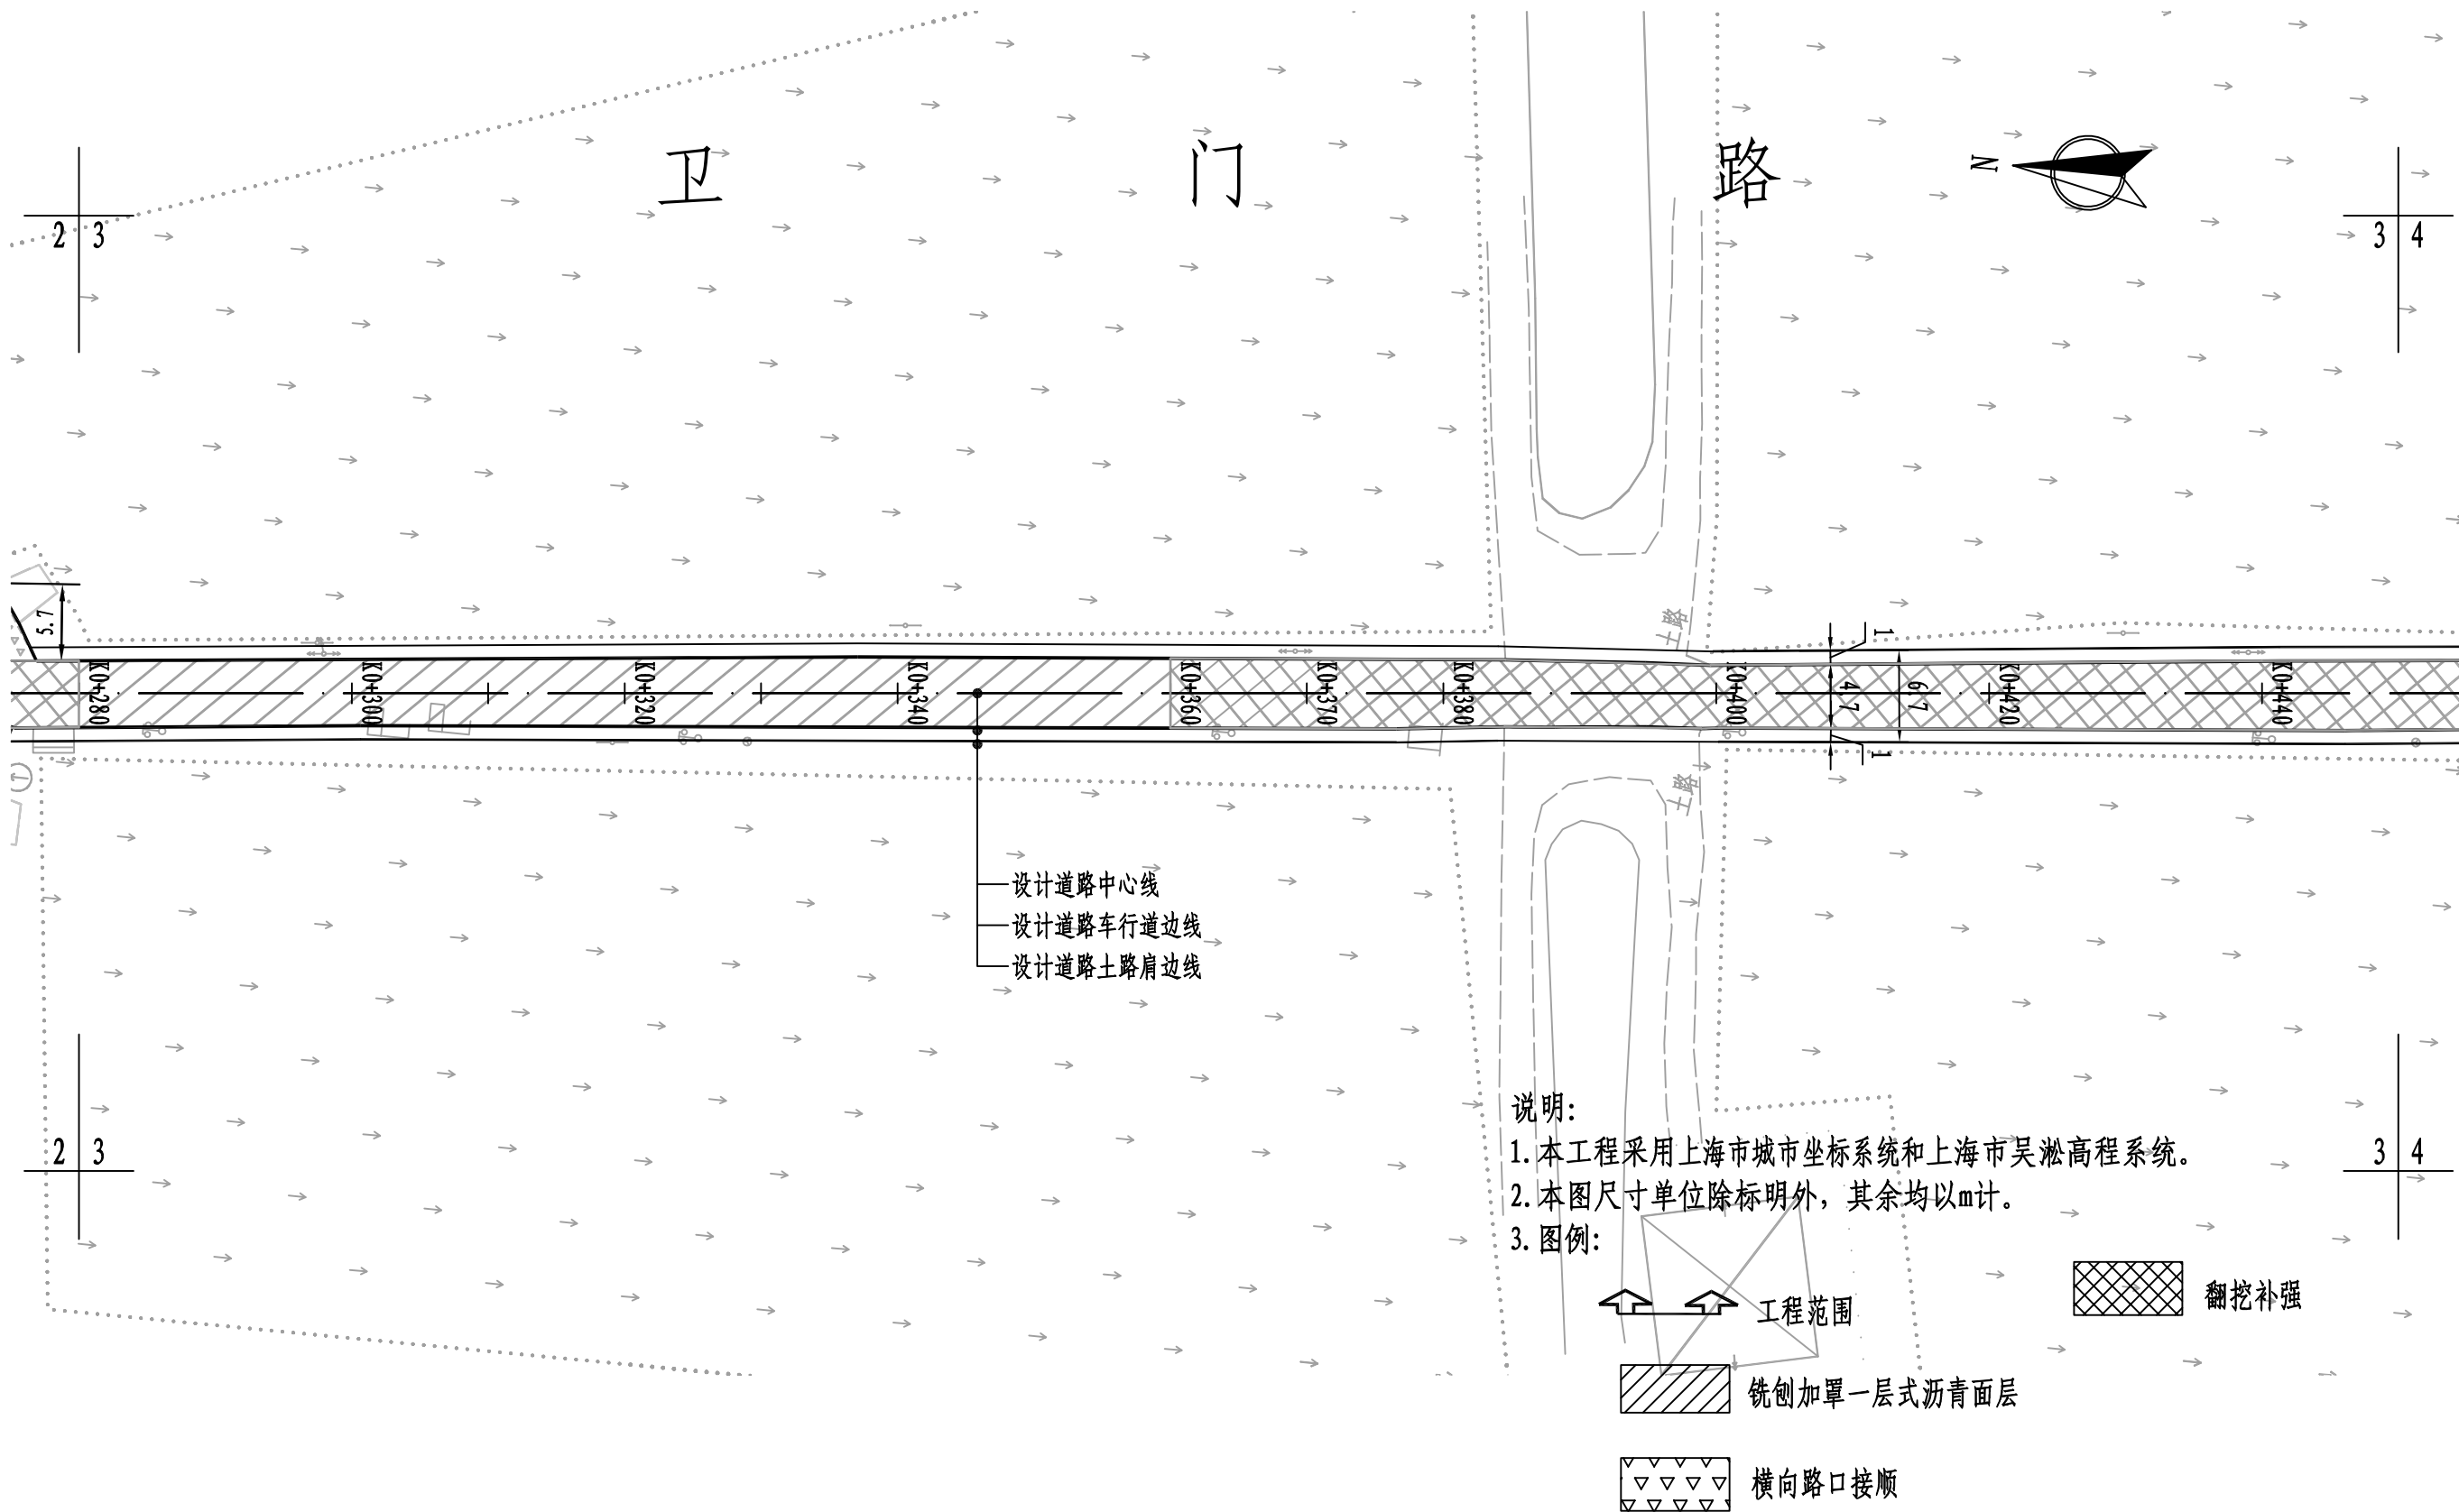 卫门路
N
2 3
3 4
5.7
K0+280
K0+300
K0+320
K0+340
K0+360
K0+370
K0+380
K0+400
K0+420
K0+440
土路
1
4.7
6.7
1
土路
设计道路中心线
设计道路车行道边线
设计道路土路肩边线
2 3
3 4
说明:
1.本工程采用上海市城市坐标系统和上海市吴淞高程系统。
2.本图尺寸单位除标明外，其余均以m计。
3.图例:
工程范围
翻挖补强
铣刨加罩一层式沥青面层
横向路口接顺